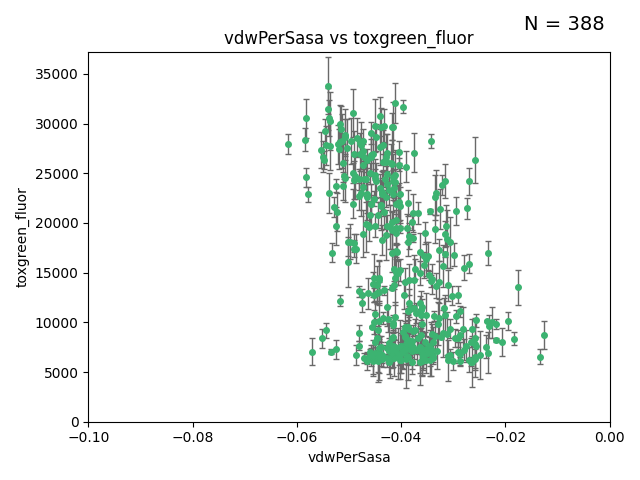 N = 388
vdwPerSasa vs toxgreen_fluor
35000
30000
25000
20000
15000
10000
5000
0
toxgreen_fluor
−0.10 −0.08 −0.06 −0.04 −0.02 0.00
vdwPerSasa